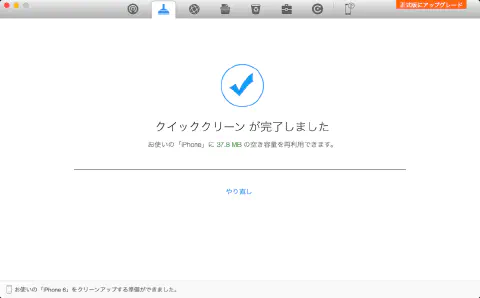 正式版にアップグレード
クイッククリーン が完了しました
お使いの「iPhone」に 37.8 MB の空き容量を再利用できます。
やり直し
お使いの「iPhone 6」をクリーンアップする準備ができました。